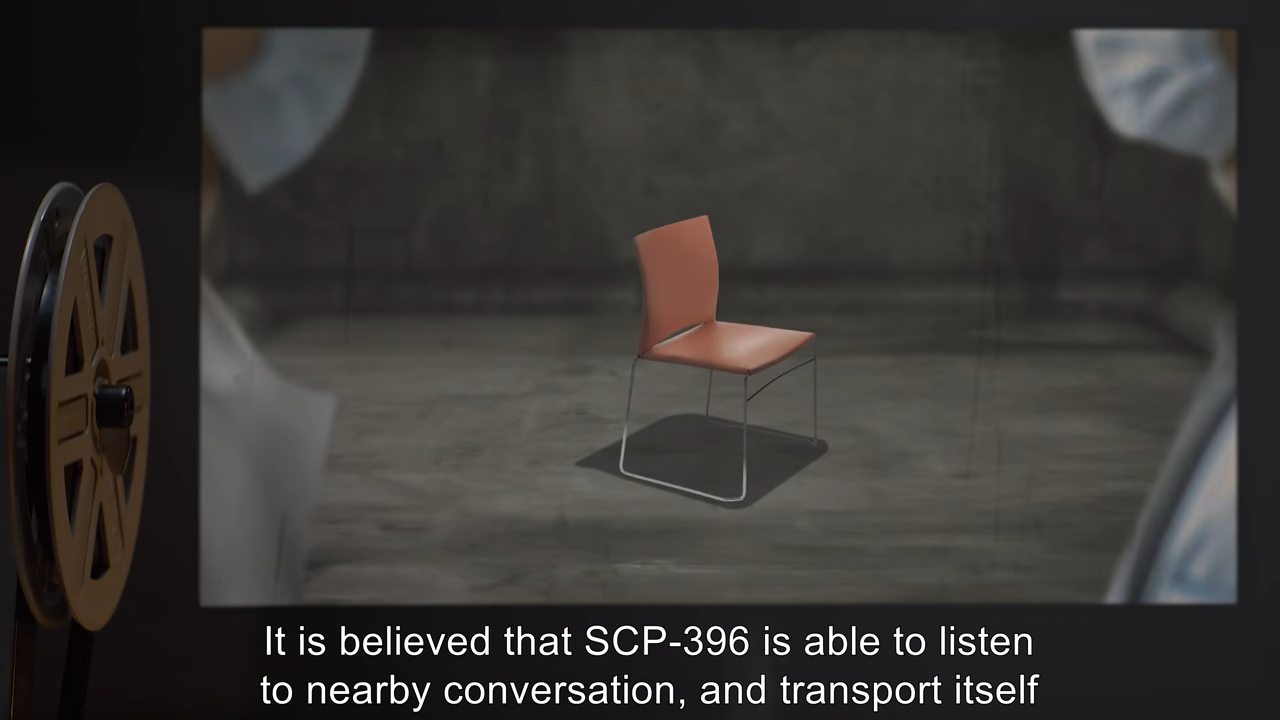 It is believed that SCP-396 is able to listen
to nearby conversation, and transport itself